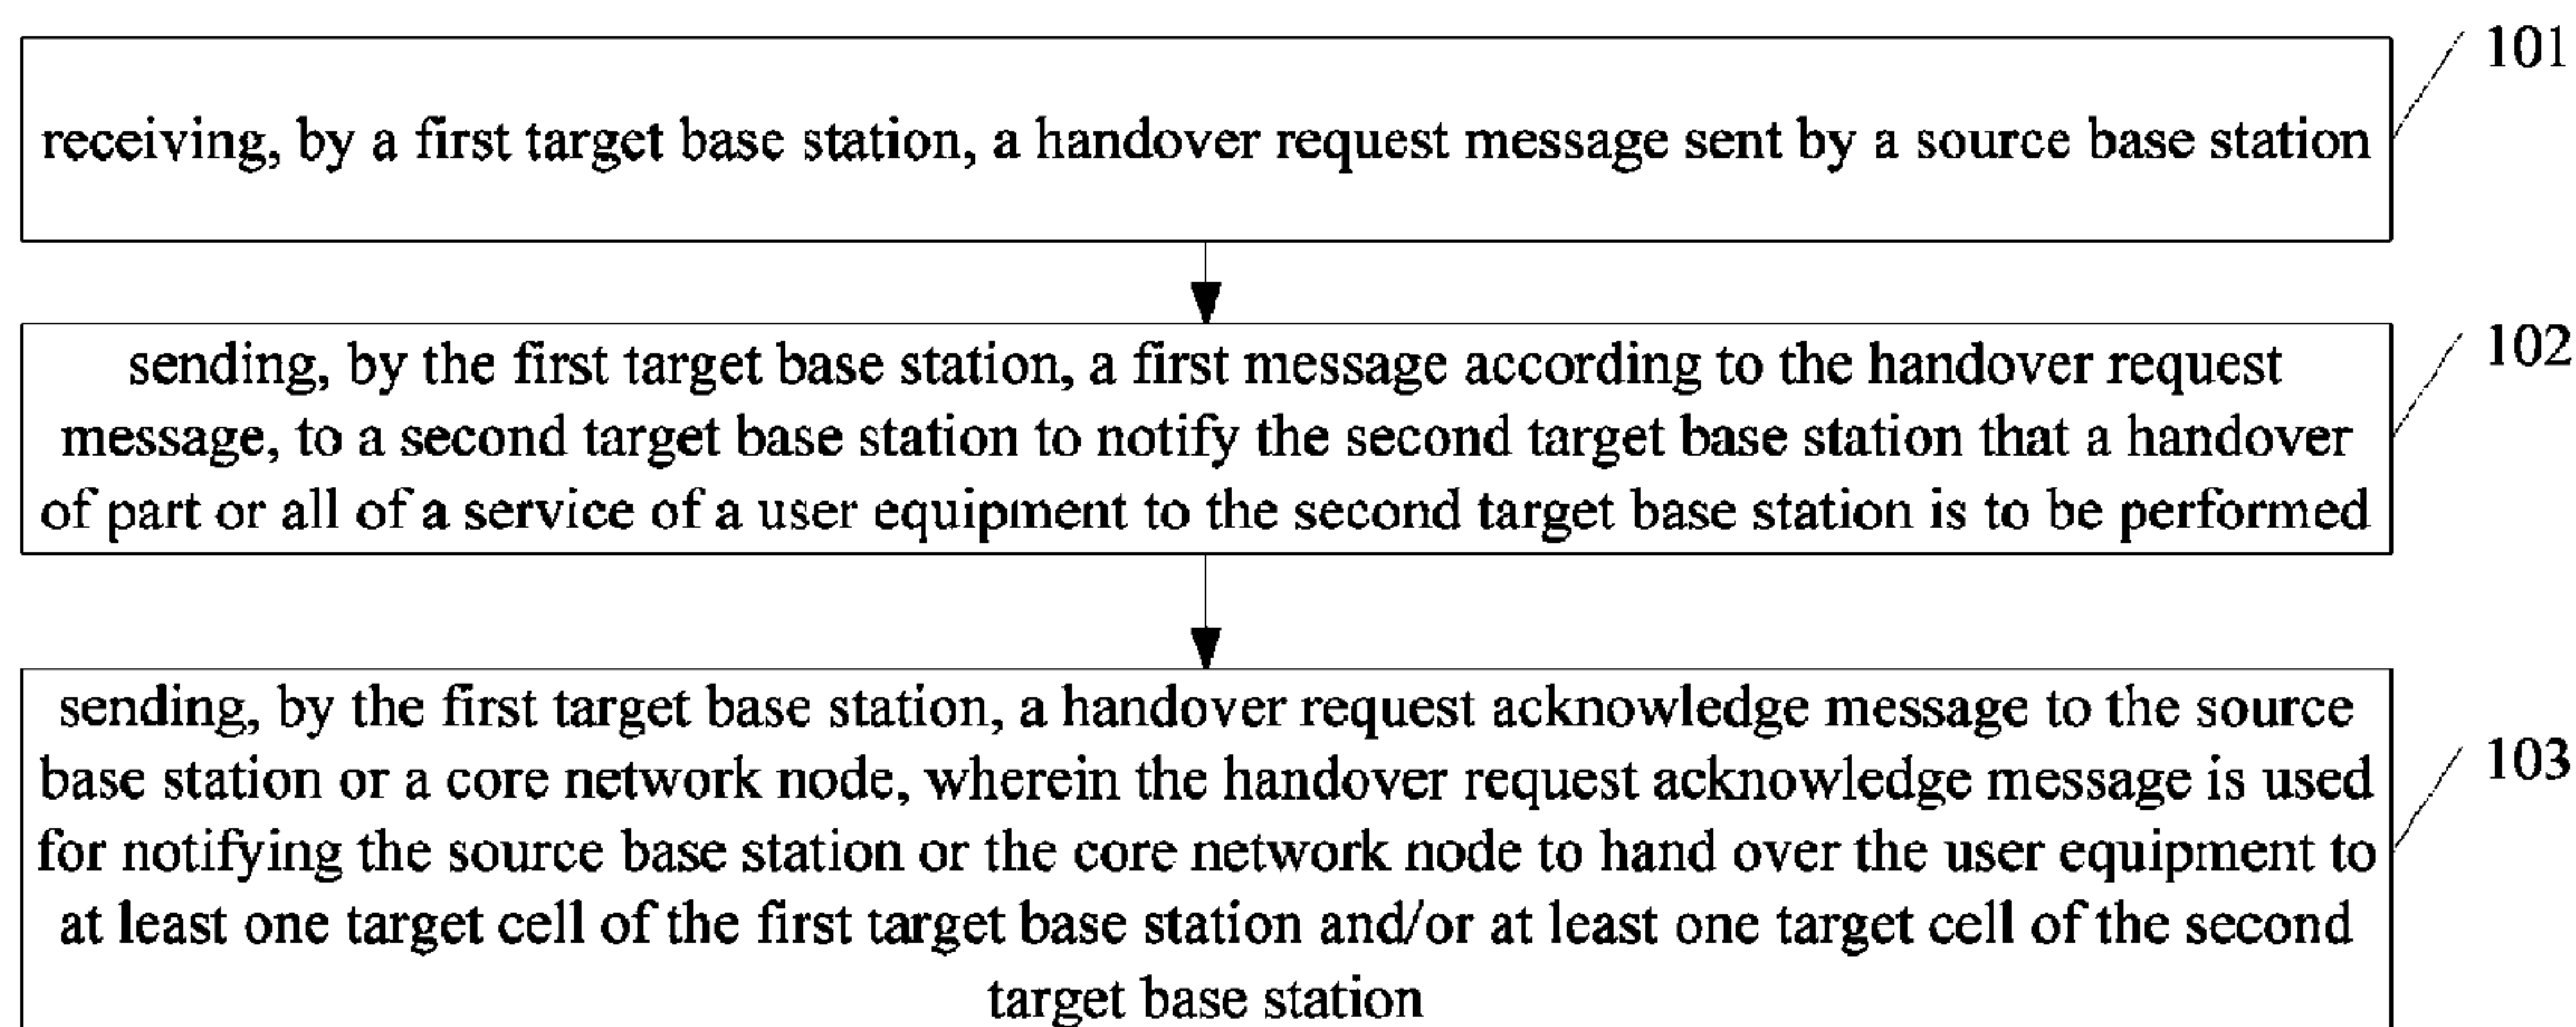 101
receiving, by a first target base station, a handover request message sent by a source base station
102
sending, by the first target base station, a first message according to the handover request
message, to a second target base station to notify the second target base station that a handover
of part or all of a service of a user equipment to the second target base station is to be performed
103
sending, by the first target base station, a handover request acknowledge message to the source
base station or a core network node, wherein the handover request acknowledge message is used
for notifying the source base station or the core network node to hand over the user equipment to
at least one target cell of the first target base station and/or at least one target cell of the second
target base station